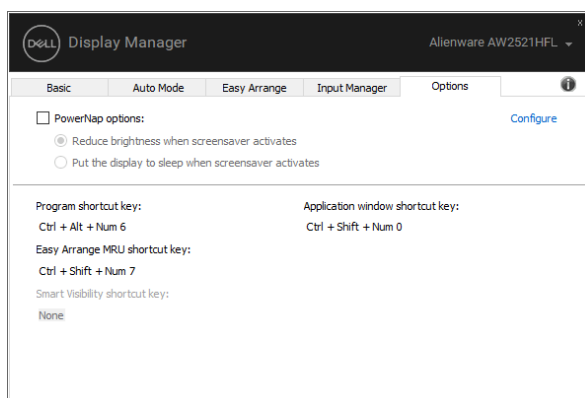 DELL Display Manager
Alienware AW2521HFL
x
Basic Auto Mode Easy Arrange Input Manager Options
PowerNap options:
Configure
Reduce brightness when screensaver activates
Put the display to sleep when screensaver activates
Program shortcut key:
Application window shortcut key:
Ctrl + Alt + Num 6
Ctrl + Shift + Num 0
Easy Arrange MRU shortcut key:
Ctrl + Shift + Num 7
Smart Visibility shortcut key:
None